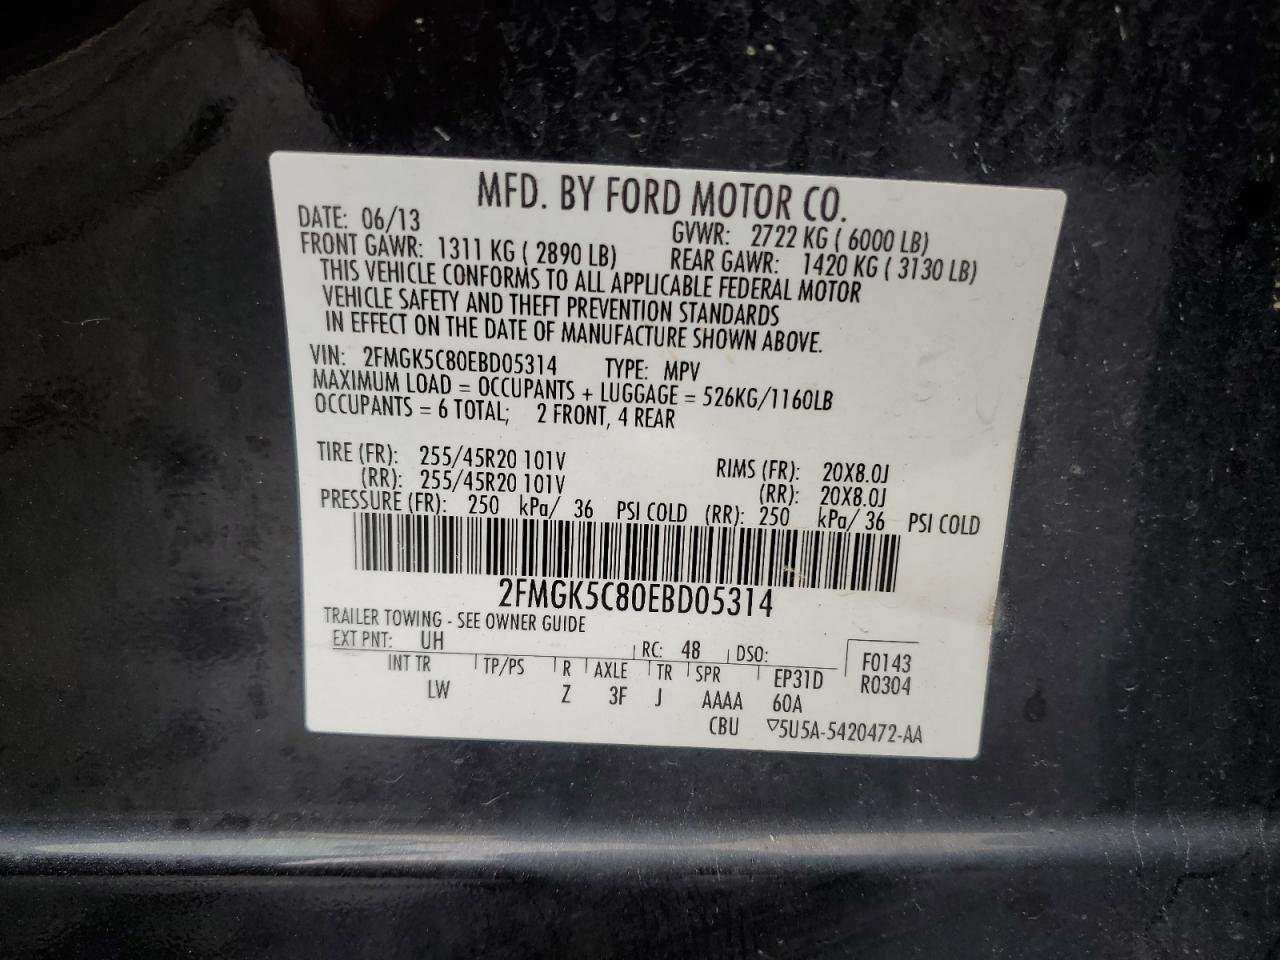 MFD. BY FORD MOTOR CO.
DATE: 06/13 GVWR: 2722 KG ( 6000 LB)
FRONT GAWR: 1311 KG ( 2890 LB) REAR GAWR: 1420 KG ( 3130 LB)
THIS VEHICLE CONFORMS TO ALL APPLICABLE FEDERAL MOTOR
VEHICLE SAFETY AND THEFT PREVENTION STANDARDS
IN EFFECT ON THE DATE OF MANUFACTURE SHOWN ABOVE.
VIN: 2FMGK5C80EBD05314 TYPE: MPV
MAXIMUM LOAD = OCCUPANTS + LUGGAGE = 526KG/1160LB
OCCUPANTS = 6 TOTAL; 2 FRONT, 4 REAR
TIRE (FR): 255/45R20 101V RIMS (FR): 20X8.0J
(RR): 255/45R20 101V (RR): 20X8.0J
PRESSURE (FR): 250 kPa/ 36 PSI COLD (RR): 250 kPa/ 36 PSI COLD
2FMGK5C80EBD05314
TRAILER TOWING - SEE OWNER GUIDE
EXT PNT: UH RC: 48 DSO: F0143
INT TR TP/PS R AXLE TR SPR EP31D R0304
LW Z 3F J AAAA 60A
CBU ▽5U5A-5420472-AA